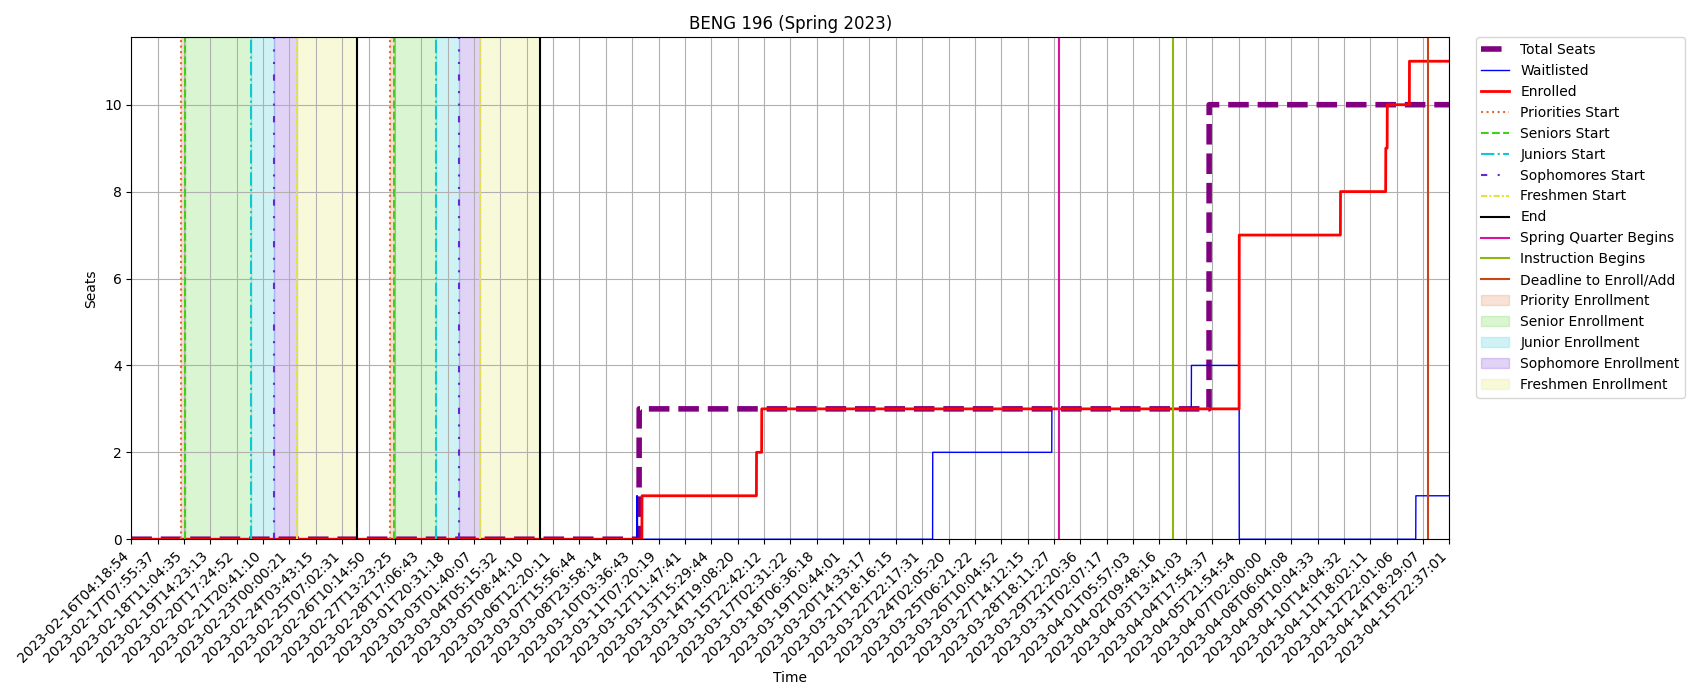 BENG 196 (Spring 2023)
Seats
10
8
6
4
2
0
2023-02-16T04:18:54
2023-02-17T07:55:37
2023-02-18T11:04:35
2023-02-19T14:23:13
2023-02-20T17:24:52
2023-02-21T20:41:10
2023-02-23T00:00:21
2023-02-24T03:43:15
2023-02-25T07:02:31
2023-02-26T10:14:50
2023-02-27T13:23:25
2023-02-28T17:06:43
2023-03-01T20:31:18
2023-03-03T01:40:07
2023-03-04T05:15:32
2023-03-05T08:44:10
2023-03-06T12:20:11
2023-03-07T15:56:44
2023-03-08T23:58:14
2023-03-10T03:36:43
2023-03-11T07:20:19
2023-03-12T11:47:41
2023-03-13T15:29:44
2023-03-14T19:08:20
2023-03-15T22:42:12
2023-03-17T02:31:22
2023-03-18T06:36:18
2023-03-19T10:44:01
2023-03-20T14:33:17
2023-03-21T18:16:15
2023-03-22T22:17:31
2023-03-24T02:05:20
2023-03-25T06:21:22
2023-03-26T10:04:52
2023-03-27T14:12:15
2023-03-28T18:11:27
2023-03-29T22:20:36
2023-03-31T02:07:17
2023-04-01T05:57:03
2023-04-02T09:48:16
2023-04-03T13:41:03
2023-04-04T17:54:37
2023-04-05T21:54:54
2023-04-07T02:00:00
2023-04-08T06:04:08
2023-04-09T10:04:33
2023-04-10T14:04:32
2023-04-11T18:02:11
2023-04-12T22:01:06
2023-04-14T18:29:07
2023-04-15T22:37:01
Time
Total Seats
Waitlisted
Enrolled
Priorities Start
Seniors Start
Juniors Start
Sophomores Start
Freshmen Start
End
Spring Quarter Begins
Instruction Begins
Deadline to Enroll/Add
Priority Enrollment
Senior Enrollment
Junior Enrollment
Sophomore Enrollment
Freshmen Enrollment